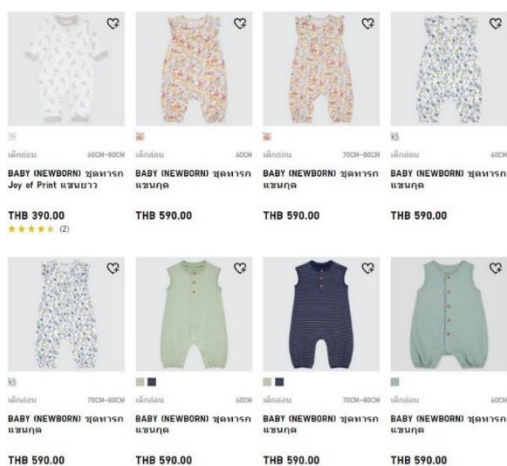 เด็กอ่อน 60CM-80CM
BABY (NEWBORN) ชุดทารก
Joy of Print แขนยาว
THB 390.00
(2)
เด็กอ่อน 60CM
BABY (NEWBORN) ชุดทารก
แขนกุด
THB 590.00
เด็กอ่อน 70CM-80CM
BABY (NEWBORN) ชุดทารก
แขนกุด
THB 590.00
เด็กอ่อน 60CM
BABY (NEWBORN) ชุดทารก
แขนกุด
THB 590.00
เด็กอ่อน 70CM-80CM
BABY (NEWBORN) ชุดทารก
แขนกุด
THB 590.00
เด็กอ่อน 60CM
BABY (NEWBORN) ชุดทารก
แขนกุด
THB 590.00
เด็กอ่อน 70CM-80CM
BABY (NEWBORN) ชุดทารก
แขนกุด
THB 590.00
เด็กอ่อน 60CM
BABY (NEWBORN) ชุดทารก
แขนกุด
THB 590.00